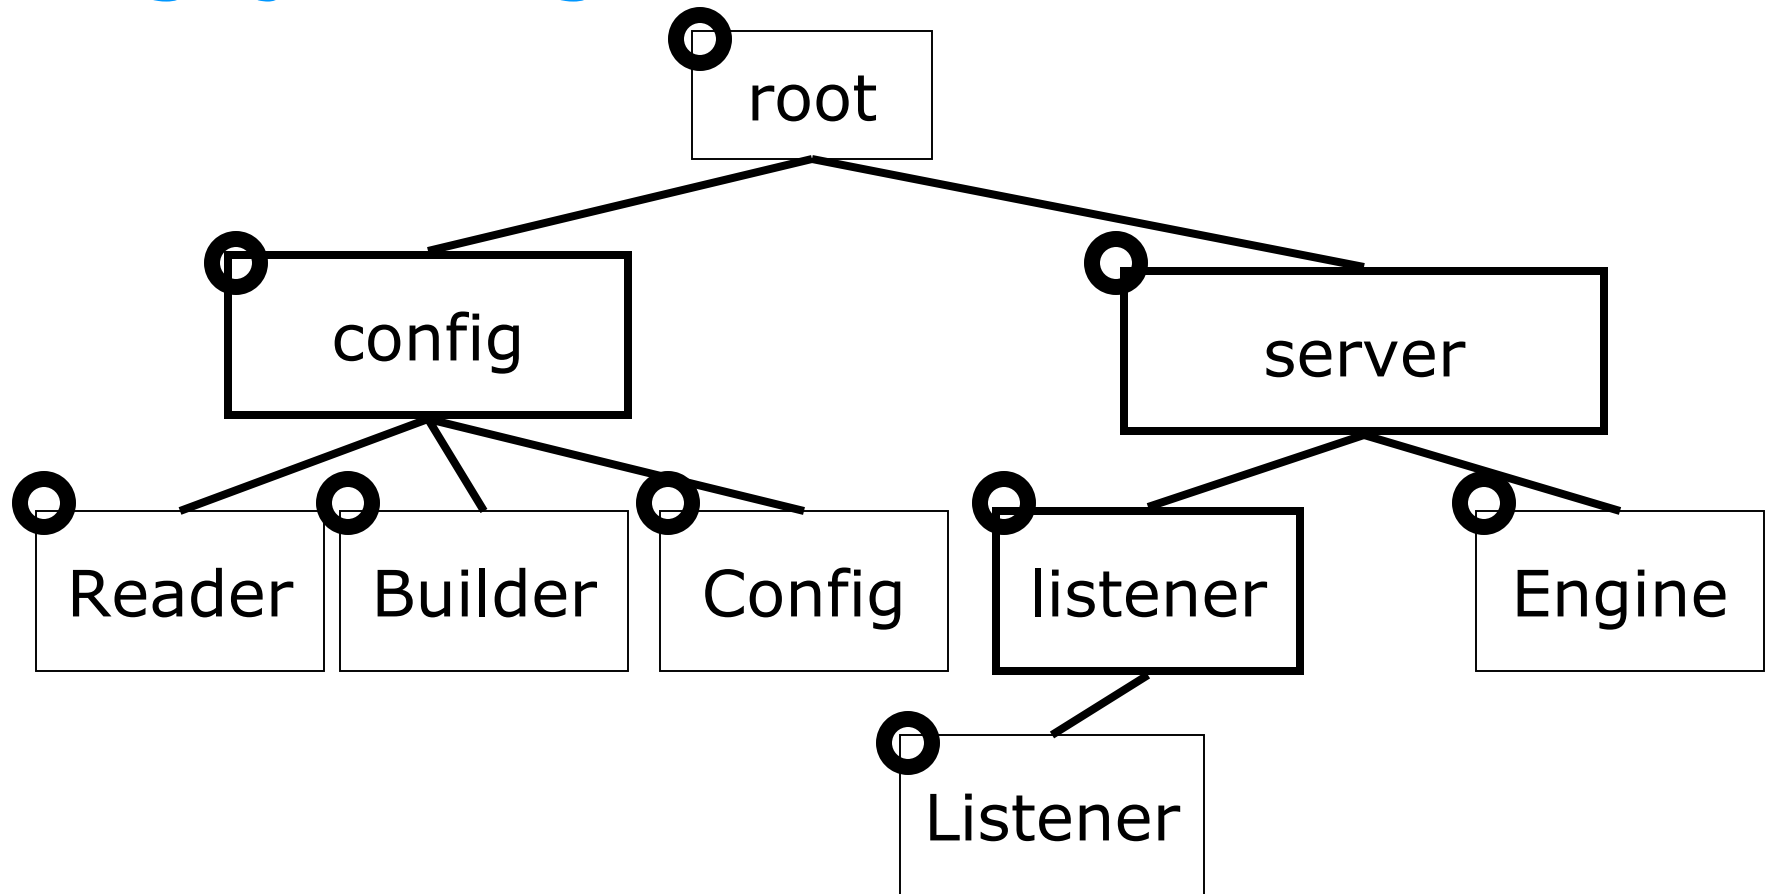 root
config
server
Reader
Builder
Config
listener
Engine
Listener